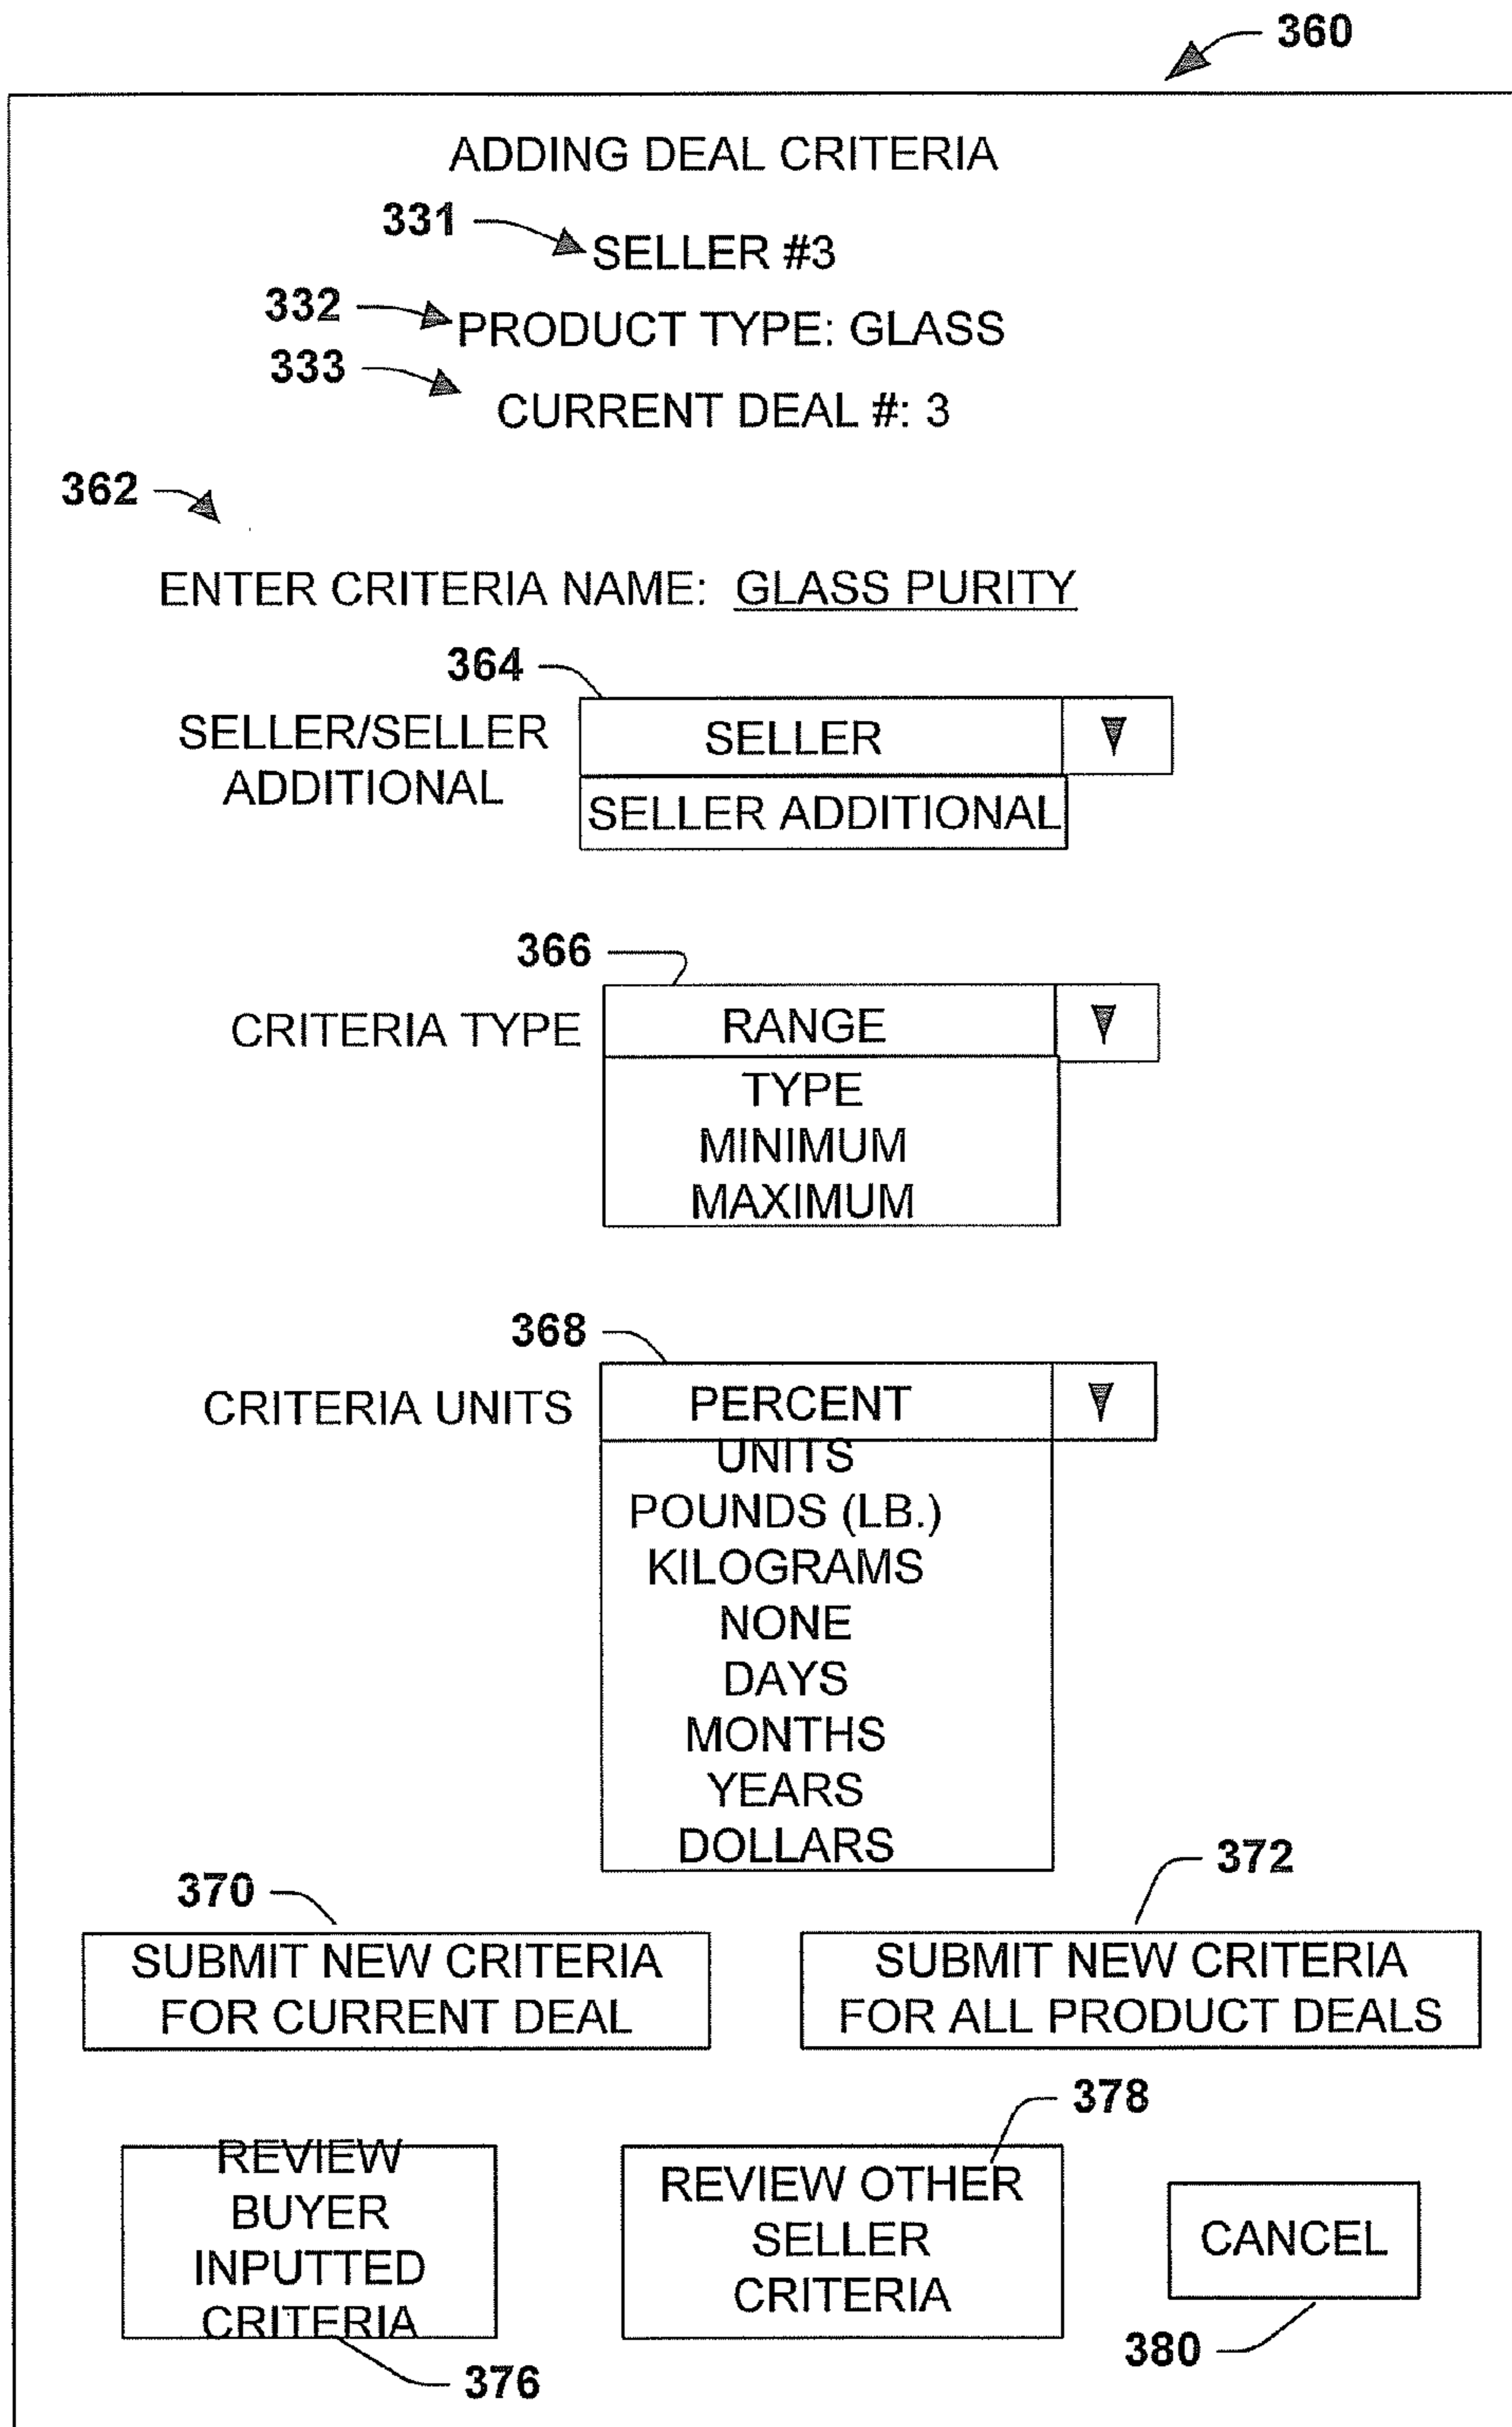 360
ADDING DEAL CRITERIA
331
SELLER #3
332
PRODUCT TYPE: GLASS
333
CURRENT DEAL #: 3
362
ENTER CRITERIA NAME: GLASS PURITY
364
SELLER/SELLER
ADDITIONAL
SELLER
SELLER ADDITIONAL
366
CRITERIA TYPE
RANGE
TYPE
MINIMUM
MAXIMUM
368
CRITERIA UNITS
PERCENT
UNITS
POUNDS (LB.)
KILOGRAMS
NONE
DAYS
MONTHS
YEARS
DOLLARS
370
SUBMIT NEW CRITERIA
FOR CURRENT DEAL
372
SUBMIT NEW CRITERIA
FOR ALL PRODUCT DEALS
REVIEW
BUYER
INPUTTED
CRITERIA
376
378
REVIEW OTHER
SELLER
CRITERIA
CANCEL
380